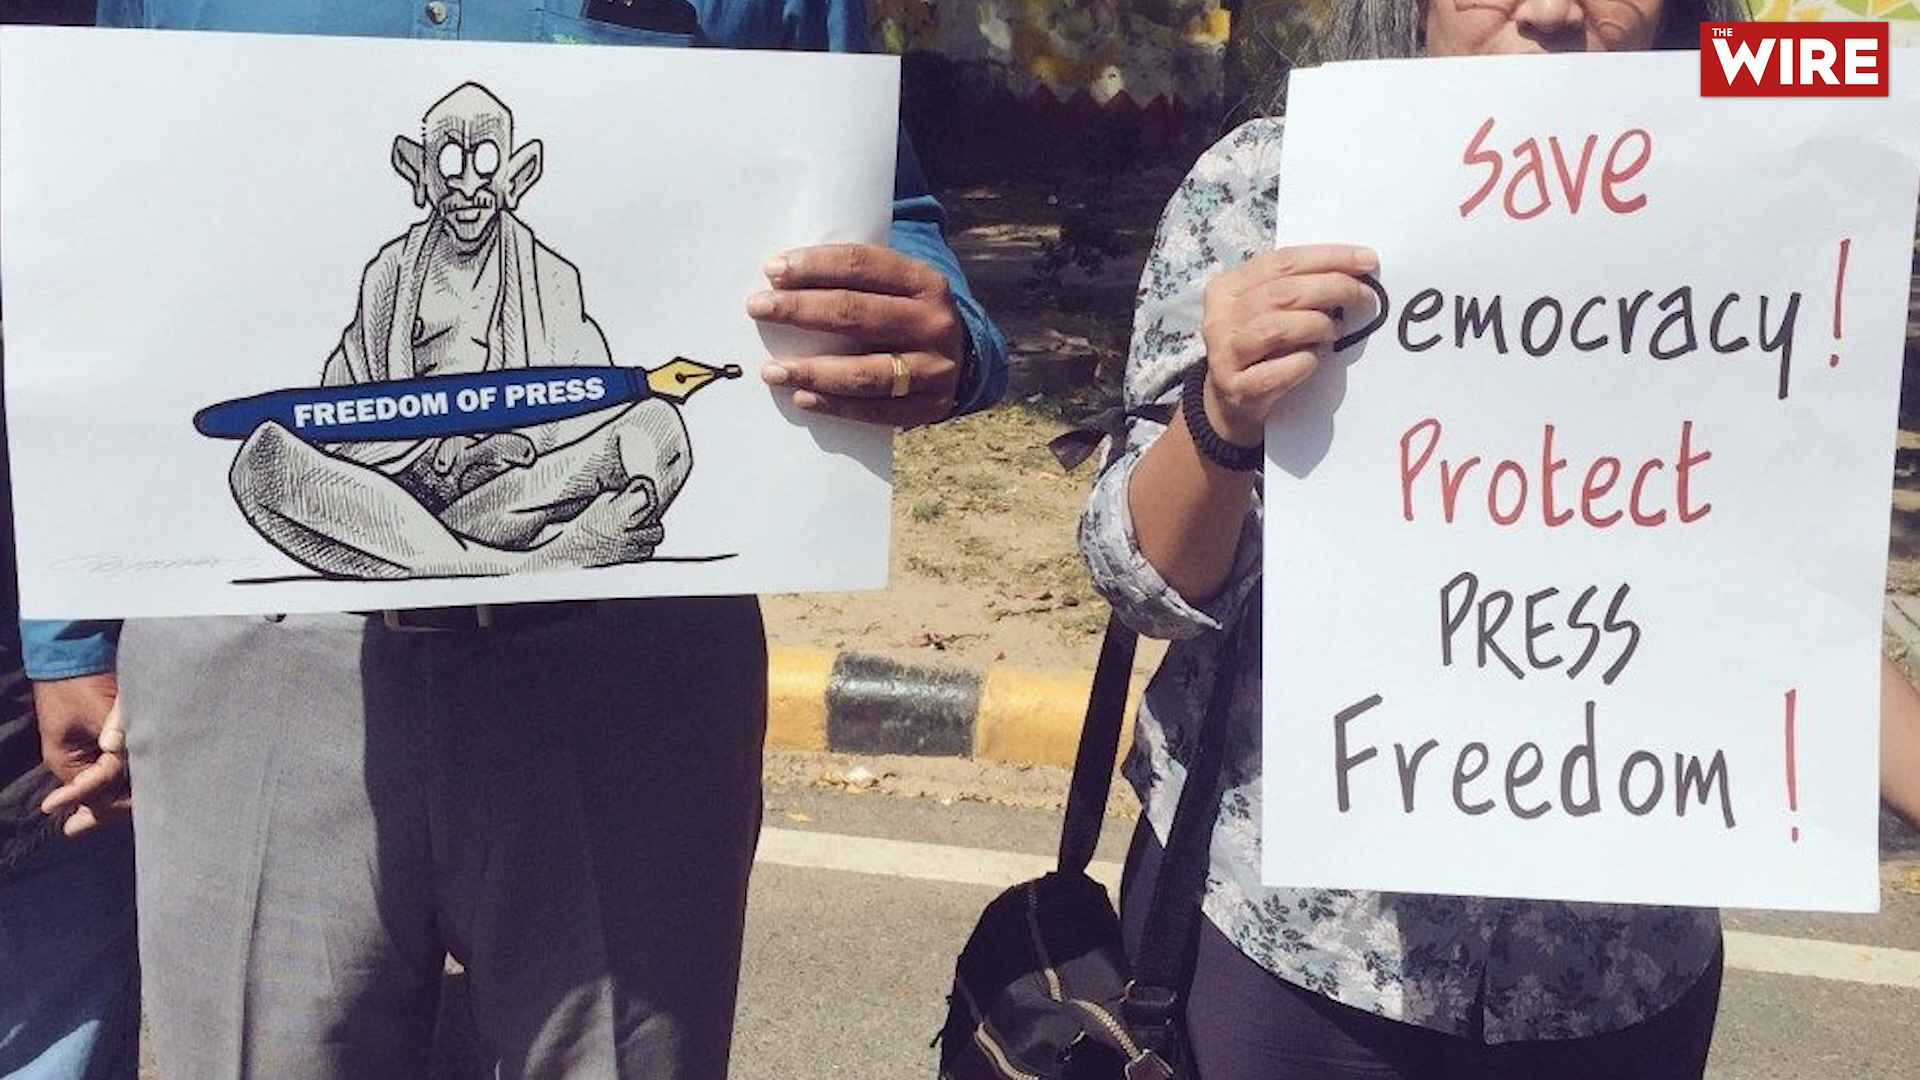 FREEDOM OF PRESS
THE
WIRE
Save
Democracy!
Protect
PRESS
Freedom!